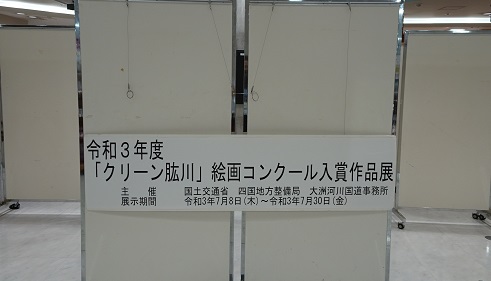 令和３年度
「クリーン肱川」絵画コンクール入賞作品展
主　催　国土交通省　四国地方整備局　大洲河川国道事務所
展示期間　令和3年7月8日(木)～令和3年7月30日(金)